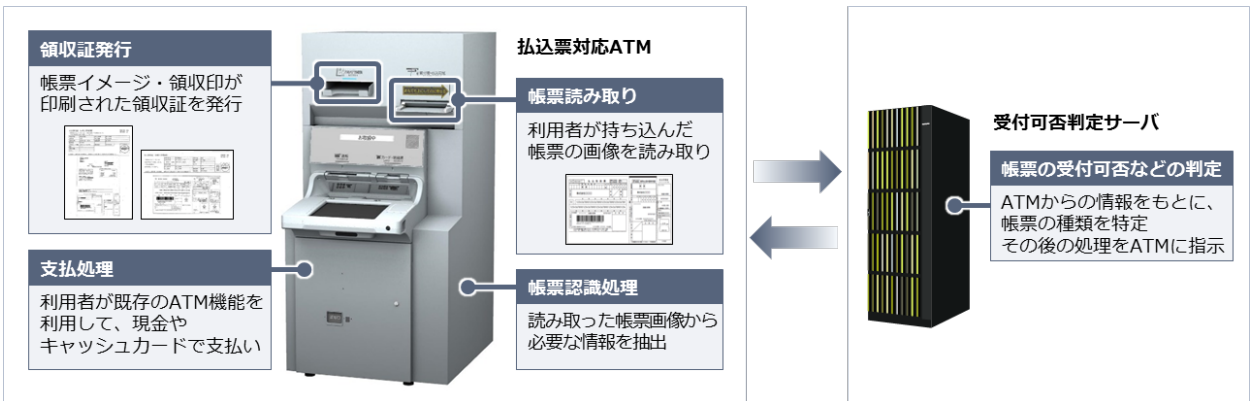 領収証発行
帳票イメージ・領収印が
印刷された領収証を発行
支払処理
利用者が既存のATM機能を
利用して、現金や
キャッシュカードで支払い
払込票対応ATM
帳票読み取り
利用者が持ち込んだ
帳票の画像を読み取り
帳票認識処理
読み取った帳票画像から
必要な情報を抽出
受付可否判定サーバ
帳票の受付可否などの判定
ATMからの情報をもとに、
帳票の種類を特定
その後の処理をATMに指示